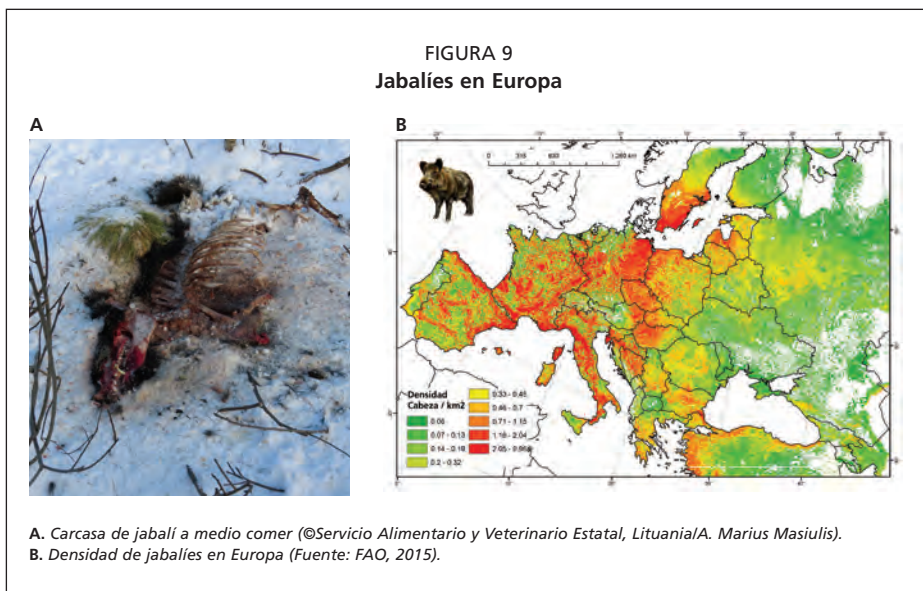 FIGURA 9
Jabalíes en Europa
A
B
Densidad
Cabeza / km2
0.06
0.07 - 0.13
0.14 - 0.19
0.2 - 0.32
0.33 - 0.45
0.46 - 0.7
0.71 - 1.15
1.16 - 2.04
A. Carcasa de jabalí a medio comer (©Servicio Alimentario y Veterinario Estatal, Lituania/A. Marius Masiulis).
B. Densidad de jabalíes en Europa (Fuente: FAO, 2015).